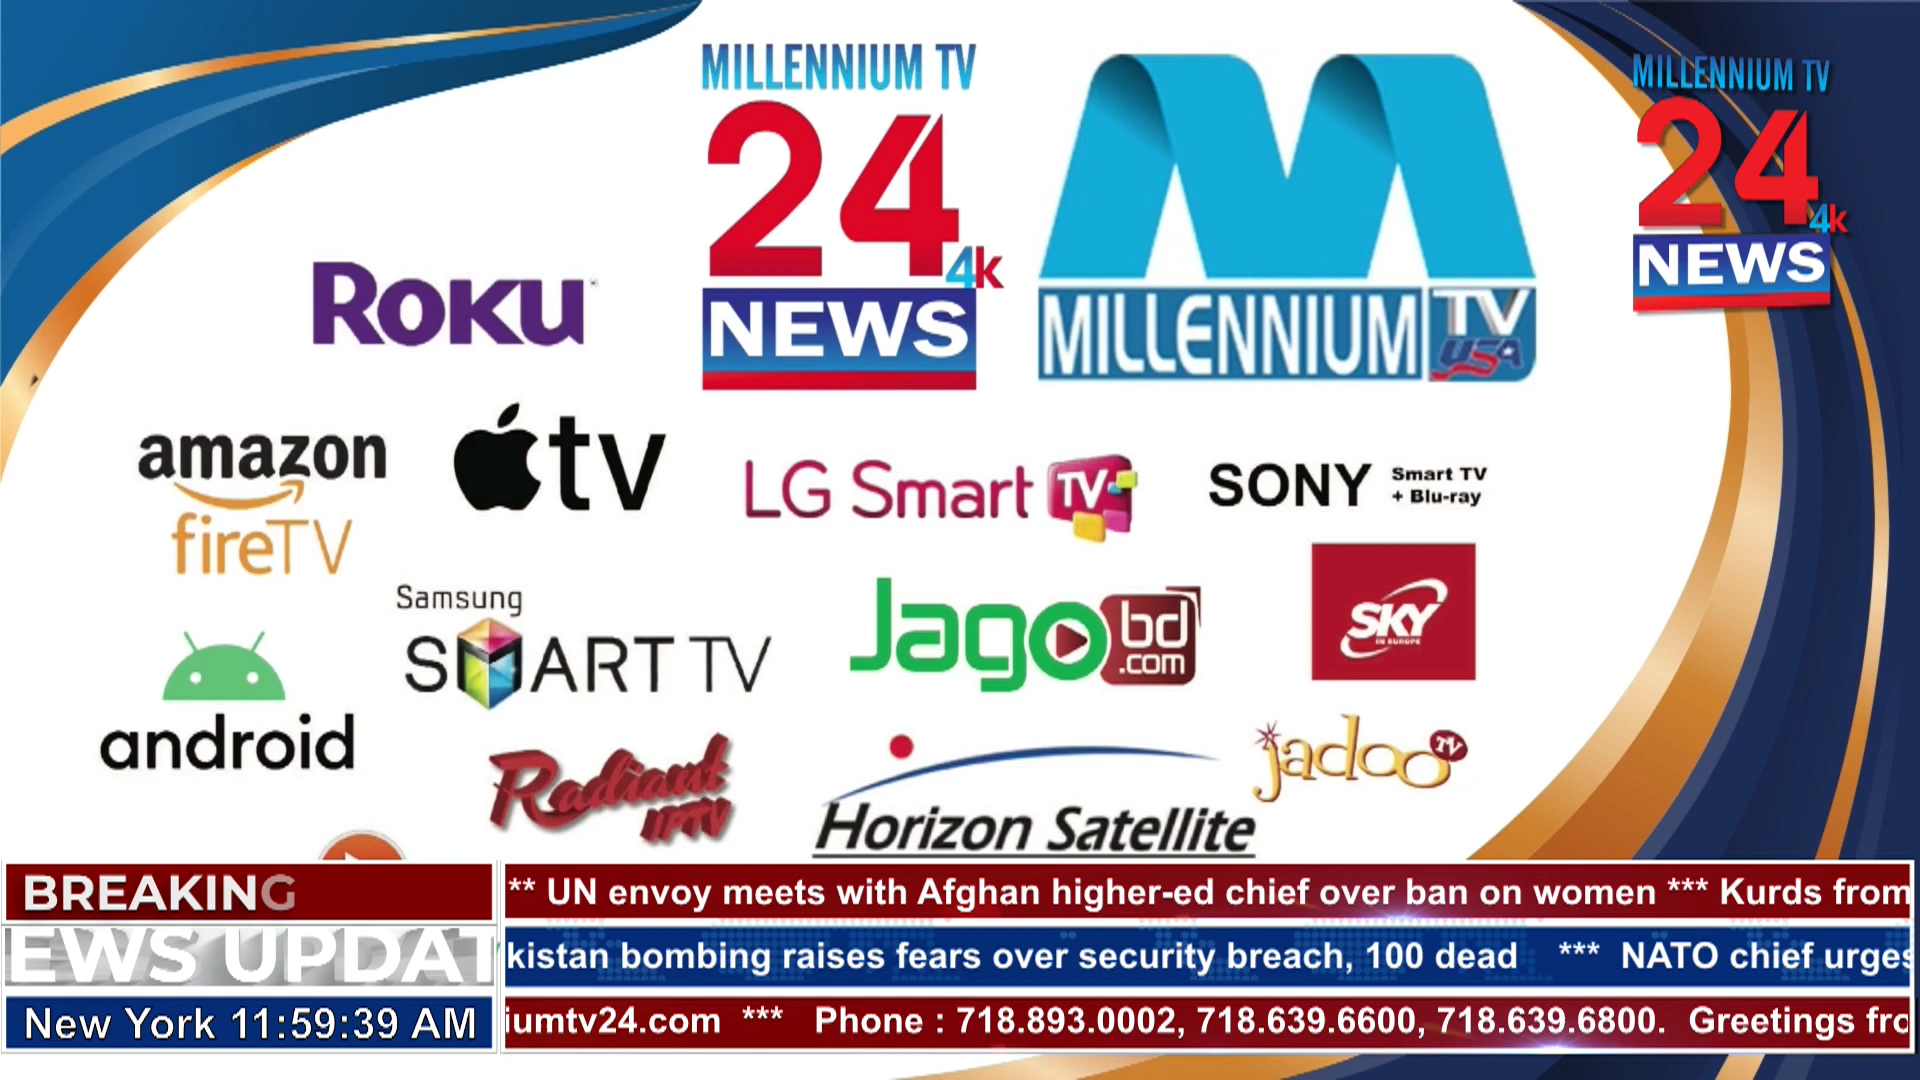 MILLENNIUM TV
24
4k
NEWS
MILLENNIUM TV
USA
MILLENNIUM TV
24
4k
NEWS
ROKU
amazon
fireTV
tv
LG Smart TV
SONY Smart TV
+ Blu-ray
Samsung
SMART TV
Jagobd
.com
SKY
IN EUROPE
android
Radiant
IPTV
Horizon Satellite
jadoo TV
BREAKING
** UN envoy meets with Afghan higher-ed chief over ban on women *** Kurds from
EWS UPDAT
kistan bombing raises fears over security breach, 100 dead *** NATO chief urges
New York 11:59:39 AM
iumtv24.com *** Phone : 718.893.0002, 718.639.6600, 718.639.6800. Greetings fro